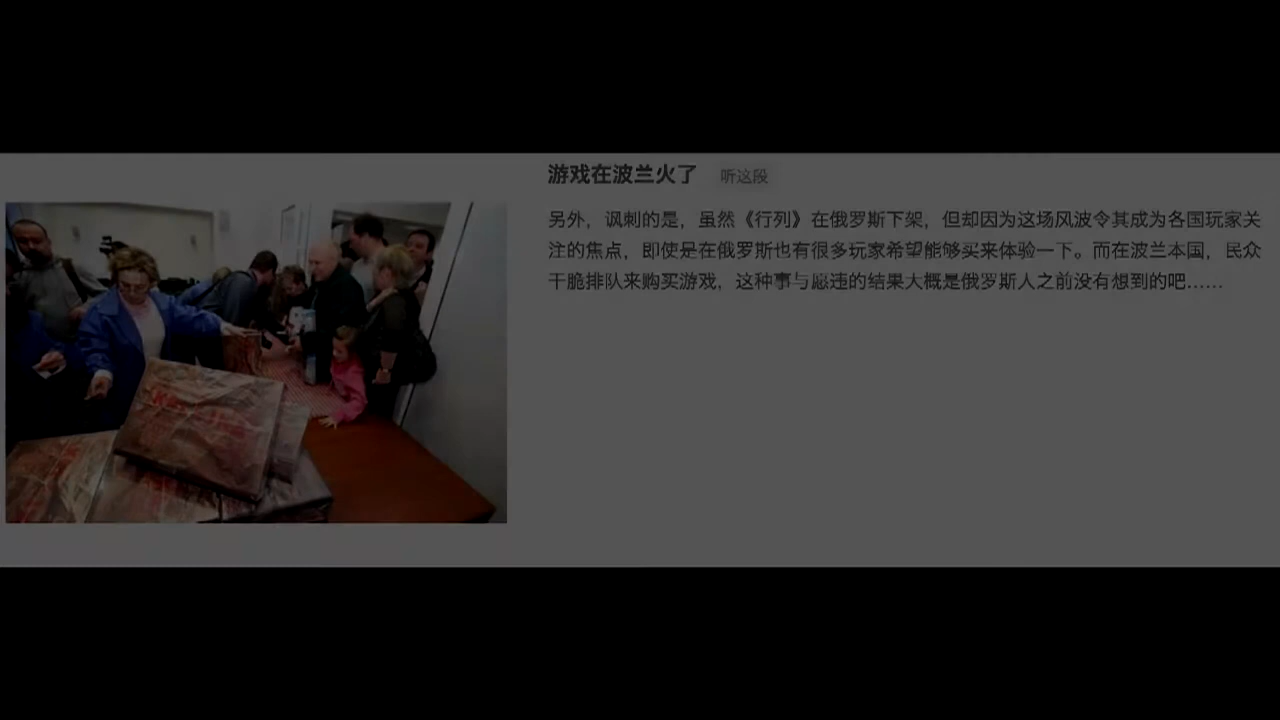 游戏在波兰火了 听这段
另外，讽刺的是，虽然《行列》在俄罗斯下架，但却因为这场风波令其成为各国玩家关
注的焦点，即使是在俄罗斯也有很多玩家希望能够买来体验一下。而在波兰本国，民众
干脆排队来购买游戏，这种事与愿违的结果大概是俄罗斯人之前没有想到的吧……